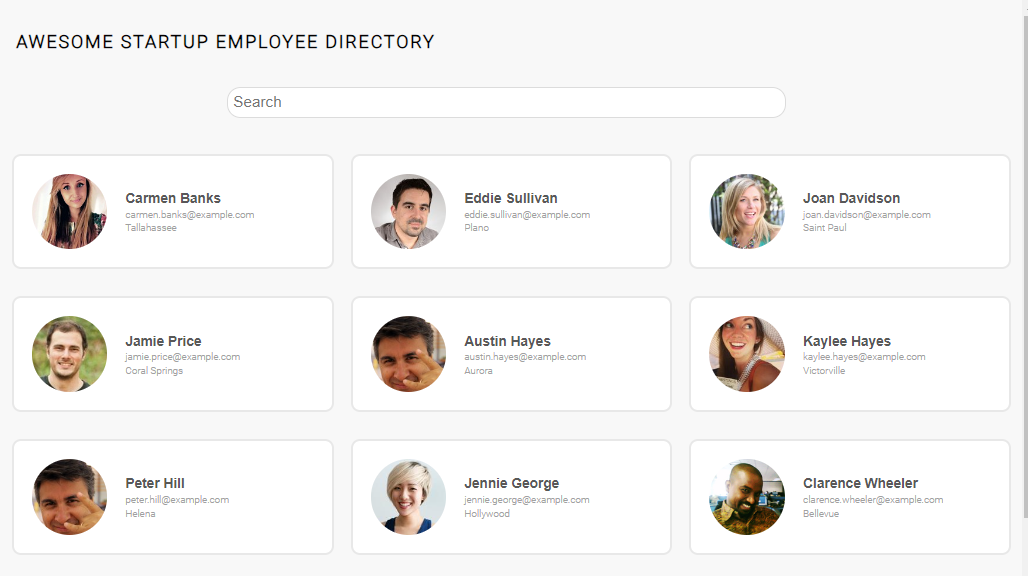 AWESOME STARTUP EMPLOYEE DIRECTORY
Search
Carmen Banks
carmen.banks@example.com
Tallahassee
Eddie Sullivan
eddie.sullivan@example.com
Plano
Joan Davidson
joan.davidson@example.com
Saint Paul
Jamie Price
jamie.price@example.com
Coral Springs
Austin Hayes
austin.hayes@example.com
Aurora
Kaylee Hayes
kaylee.hayes@example.com
Victorville
Peter Hill
peter.hill@example.com
Helena
Jennie George
jennie.george@example.com
Hollywood
Clarence Wheeler
clarence.wheeler@example.com
Bellevue